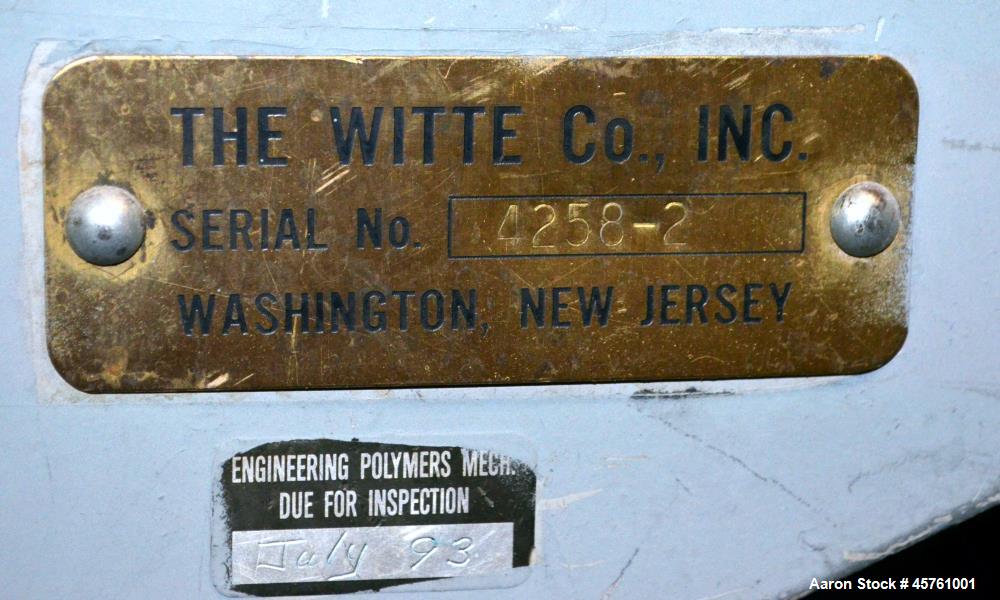 THE WITTE Co., INC.
SERIAL No. 4258-2
WASHINGTON, NEW JERSEY
ENGINEERING POLYMERS MECH.
DUE FOR INSPECTION
July 93
Aaron Stock # 45761001